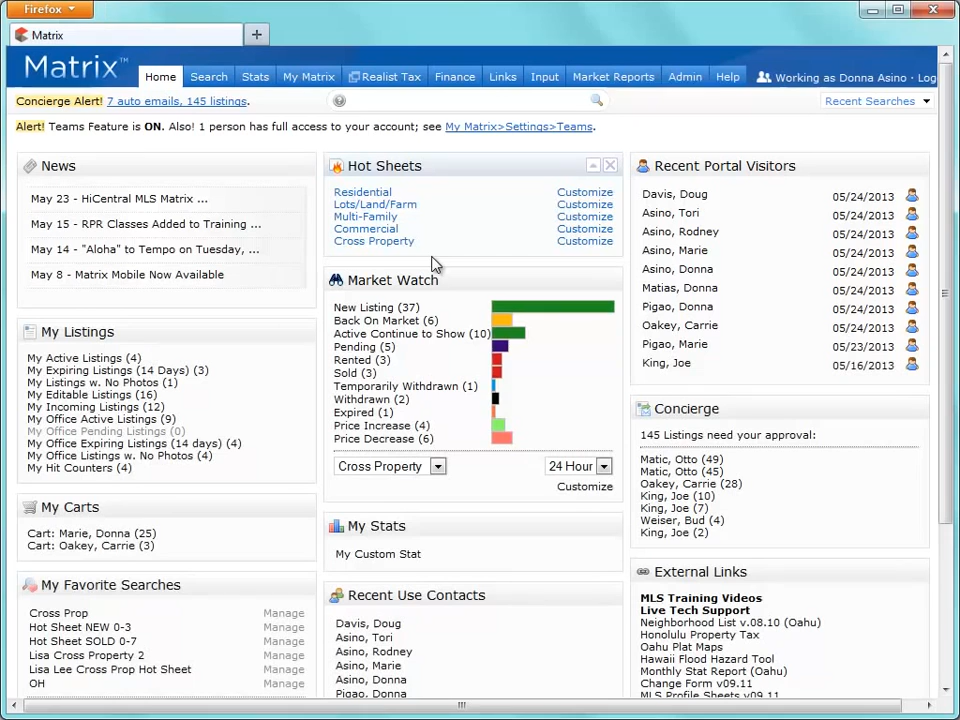 Firefox
Matrix
Matrix™
Home Search Stats My Matrix Realist Tax Finance Links Input Market Reports Admin Help Working as Donna Asino · Log
Concierge Alert! 7 auto emails, 145 listings.
Recent Searches
Alert! Teams Feature is ON. Also! 1 person has full access to your account; see My Matrix>Settings>Teams.
News
May 23 - HiCentral MLS Matrix ...
May 15 - RPR Classes Added to Training ...
May 14 - "Aloha" to Tempo on Tuesday, ...
May 8 - Matrix Mobile Now Available
My Listings
My Active Listings (4)
My Expiring Listings (14 Days) (3)
My Listings w. No Photos (1)
My Editable Listings (16)
My Incoming Listings (12)
My Office Active Listings (9)
My Office Pending Listings (0)
My Office Expiring Listings (14 days) (4)
My Office Listings w. No Photos (4)
My Hit Counters (4)
My Carts
Cart: Marie, Donna (25)
Cart: Oakey, Carrie (3)
My Favorite Searches
Cross Prop Manage
Hot Sheet NEW 0-3 Manage
Hot Sheet SOLD 0-7 Manage
Lisa Cross Property 2 Manage
Lisa Lee Cross Prop Hot Sheet Manage
OH Manage
Hot Sheets
Residential Customize
Lots/Land/Farm Customize
Multi-Family Customize
Commercial Customize
Cross Property Customize
Market Watch
New Listing (37)
Back On Market (6)
Active Continue to Show (10)
Pending (5)
Rented (3)
Sold (3)
Temporarily Withdrawn (1)
Withdrawn (2)
Expired (1)
Price Increase (4)
Price Decrease (6)
Cross Property 24 Hour
Customize
My Stats
My Custom Stat
Recent Use Contacts
Davis, Doug
Asino, Tori
Asino, Rodney
Asino, Marie
Asino, Donna
Pigao, Donna
Recent Portal Visitors
Davis, Doug 05/24/2013
Asino, Tori 05/24/2013
Asino, Rodney 05/24/2013
Asino, Marie 05/24/2013
Asino, Donna 05/24/2013
Matias, Donna 05/24/2013
Pigao, Donna 05/24/2013
Oakey, Carrie 05/24/2013
Pigao, Marie 05/23/2013
King, Joe 05/16/2013
Concierge
145 Listings need your approval:
Matic, Otto (49)
Matic, Otto (45)
Oakey, Carrie (28)
King, Joe (10)
King, Joe (7)
Weiser, Bud (4)
King, Joe (2)
External Links
MLS Training Videos
Live Tech Support
Neighborhood List v.08.10 (Oahu)
Honolulu Property Tax
Oahu Plat Maps
Hawaii Flood Hazard Tool
Monthly Stat Report (Oahu)
Change Form v09.11
MLS Profile Sheets v09.11